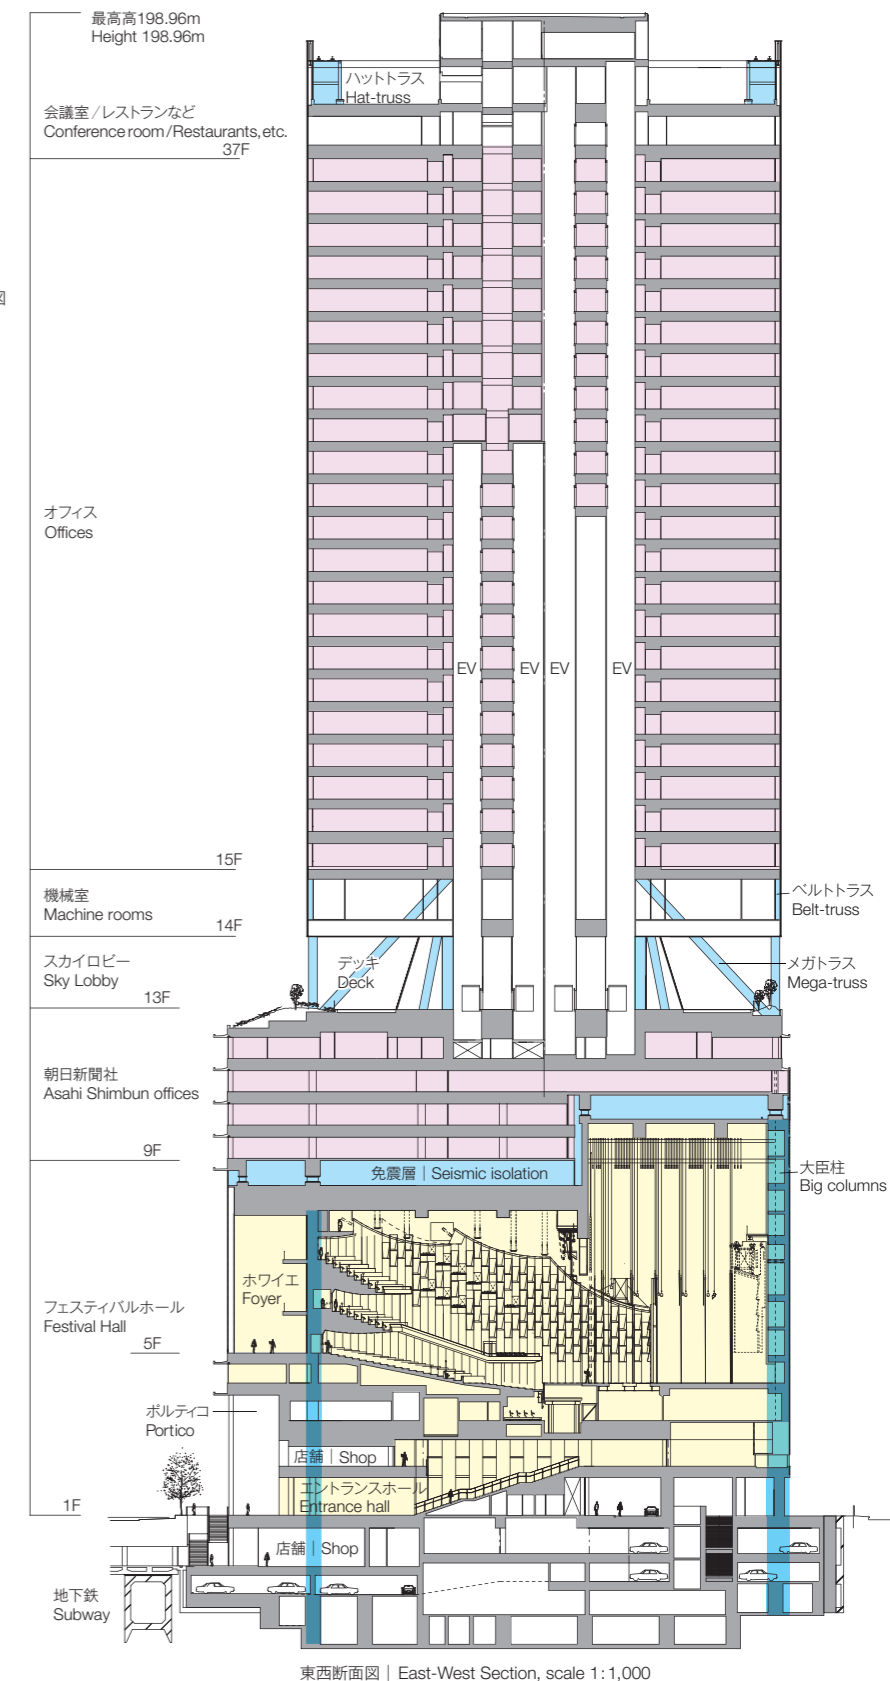 最高高198.96m
Height 198.96m
ハットトラス
Hat-truss
会議室/レストランなど
Conference room/Restaurants, etc.
37F
図
オフィス
Offices
EV
EV
EV
EV
15F
機械室
Machine rooms
ベルトトラス
Belt-truss
14F
スカイロビー
Sky Lobby
デッキ
Deck
メガトラス
Mega-truss
13F
朝日新聞社
Asahi Shimbun offices
9F
免震層 | Seismic isolation
大臣柱
Big columns
ホワイエ
Foyer
フェスティバルホール
Festival Hall
5F
ポルティコ
Portico
店舗 | Shop
エントランスホール
Entrance hall
1F
店舗 | Shop
地下鉄
Subway
東西断面図 | East-West Section, scale 1:1,000